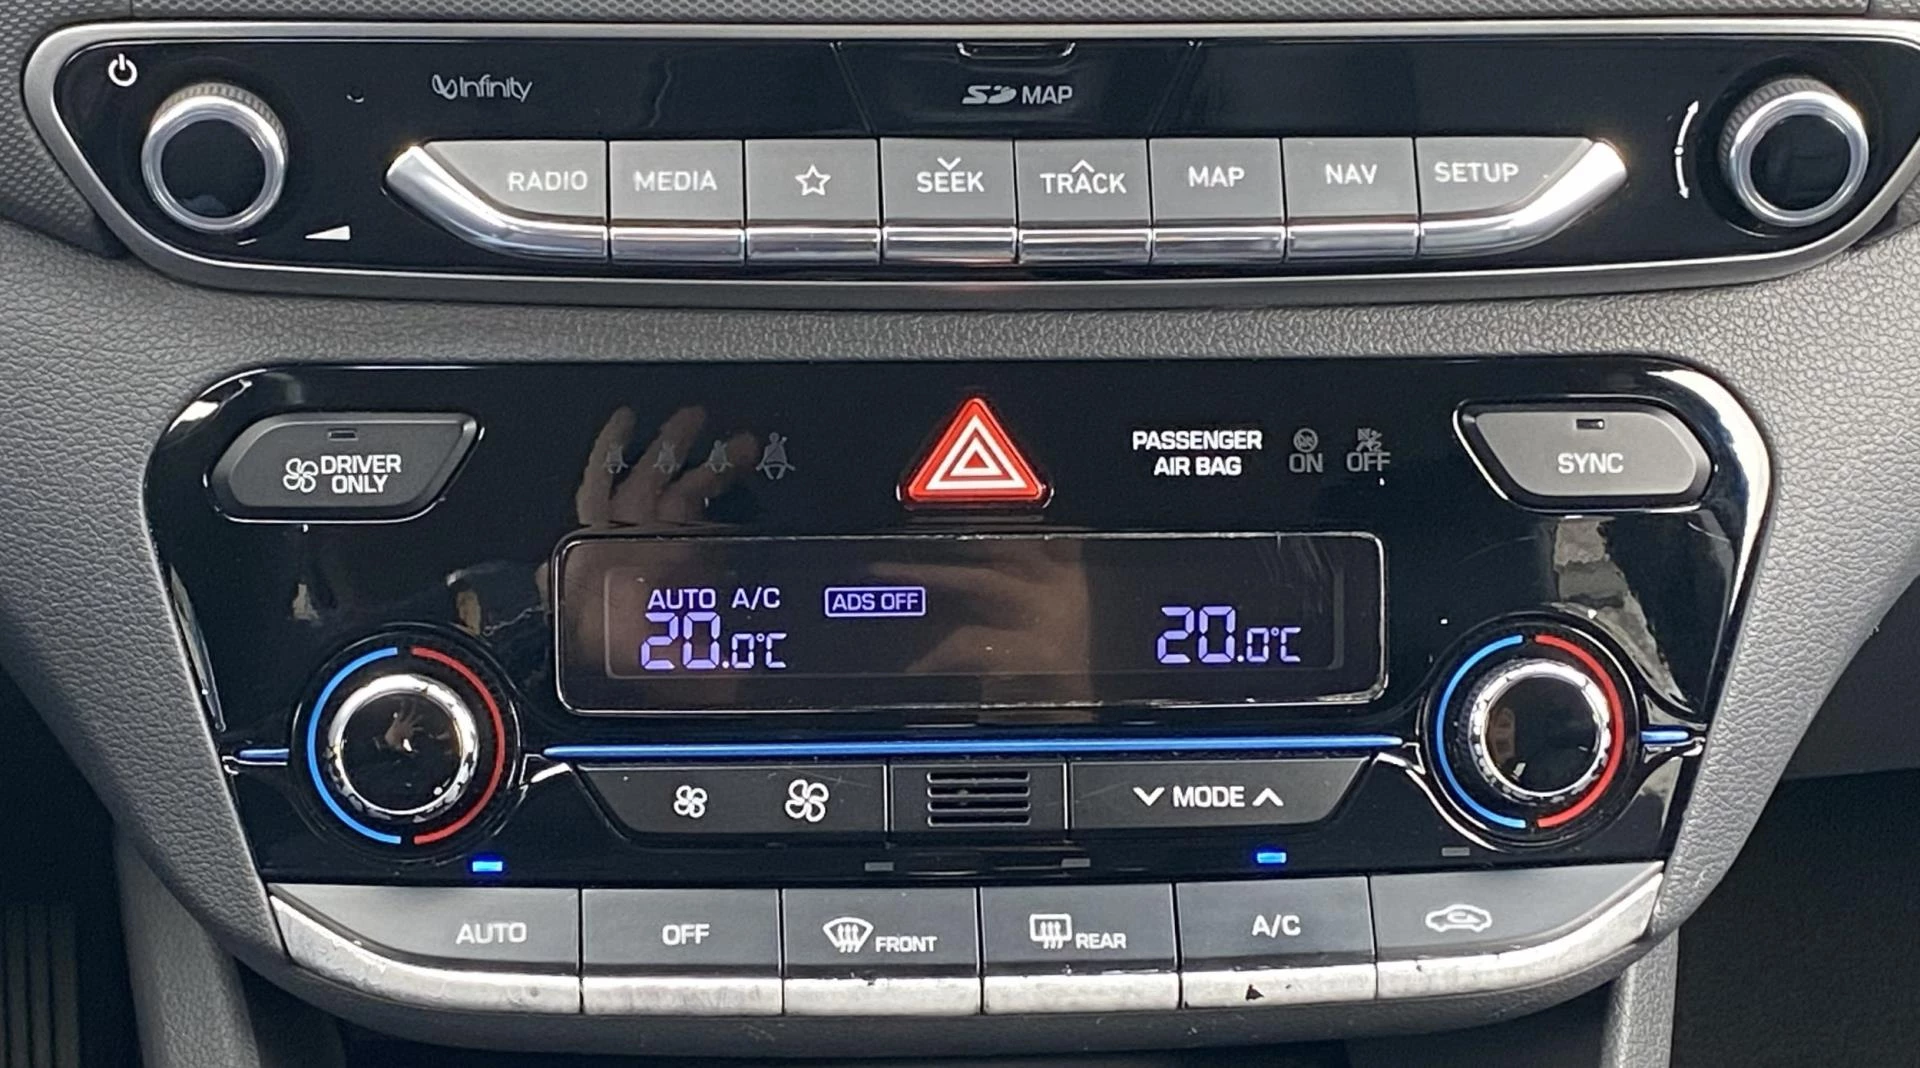 Infinity
SD MAP
RADIO
MEDIA
SEEK
TRACK
MAP
NAV
SETUP
DRIVER
ONLY
PASSENGER
AIR BAG
ON
OFF
SYNC
AUTO A/C
ADS OFF
20.0°C
20.0°C
MODE
AUTO
OFF
FRONT
REAR
A/C